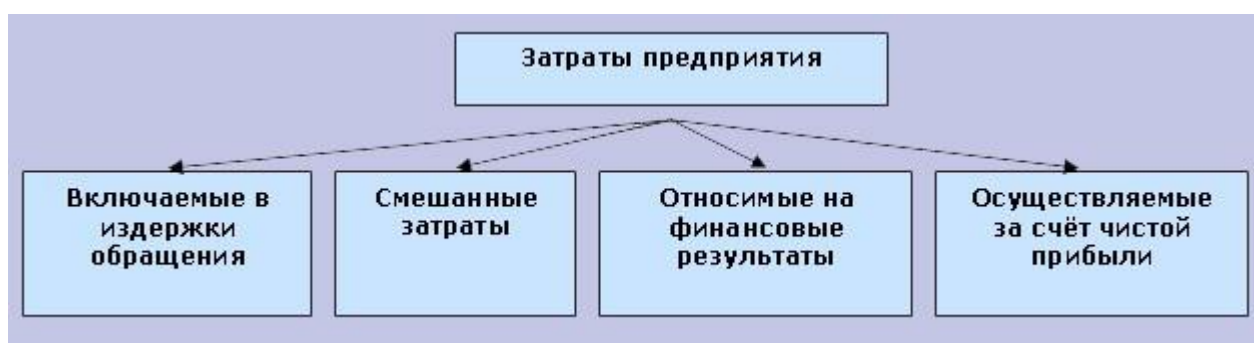 Затраты предприятия
Включаемые в
издержки
обращения
Смешанные
затраты
Относимые на
финансовые
результаты
Осуществляемые
за счёт чистой
прибыли